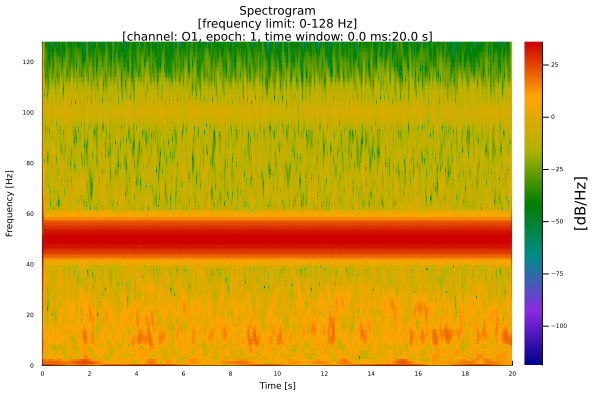 Spectrogram
[frequency limit: 0-128 Hz]
[channel: O1, epoch: 1, time window: 0.0 ms:20.0 s]
Frequency [Hz]
120
100
80
60
40
20
0
0 2 4 6 8 10 12 14 16 18 20
Time [s]
25
0
−25
−50
−75
−100
[dB/Hz]